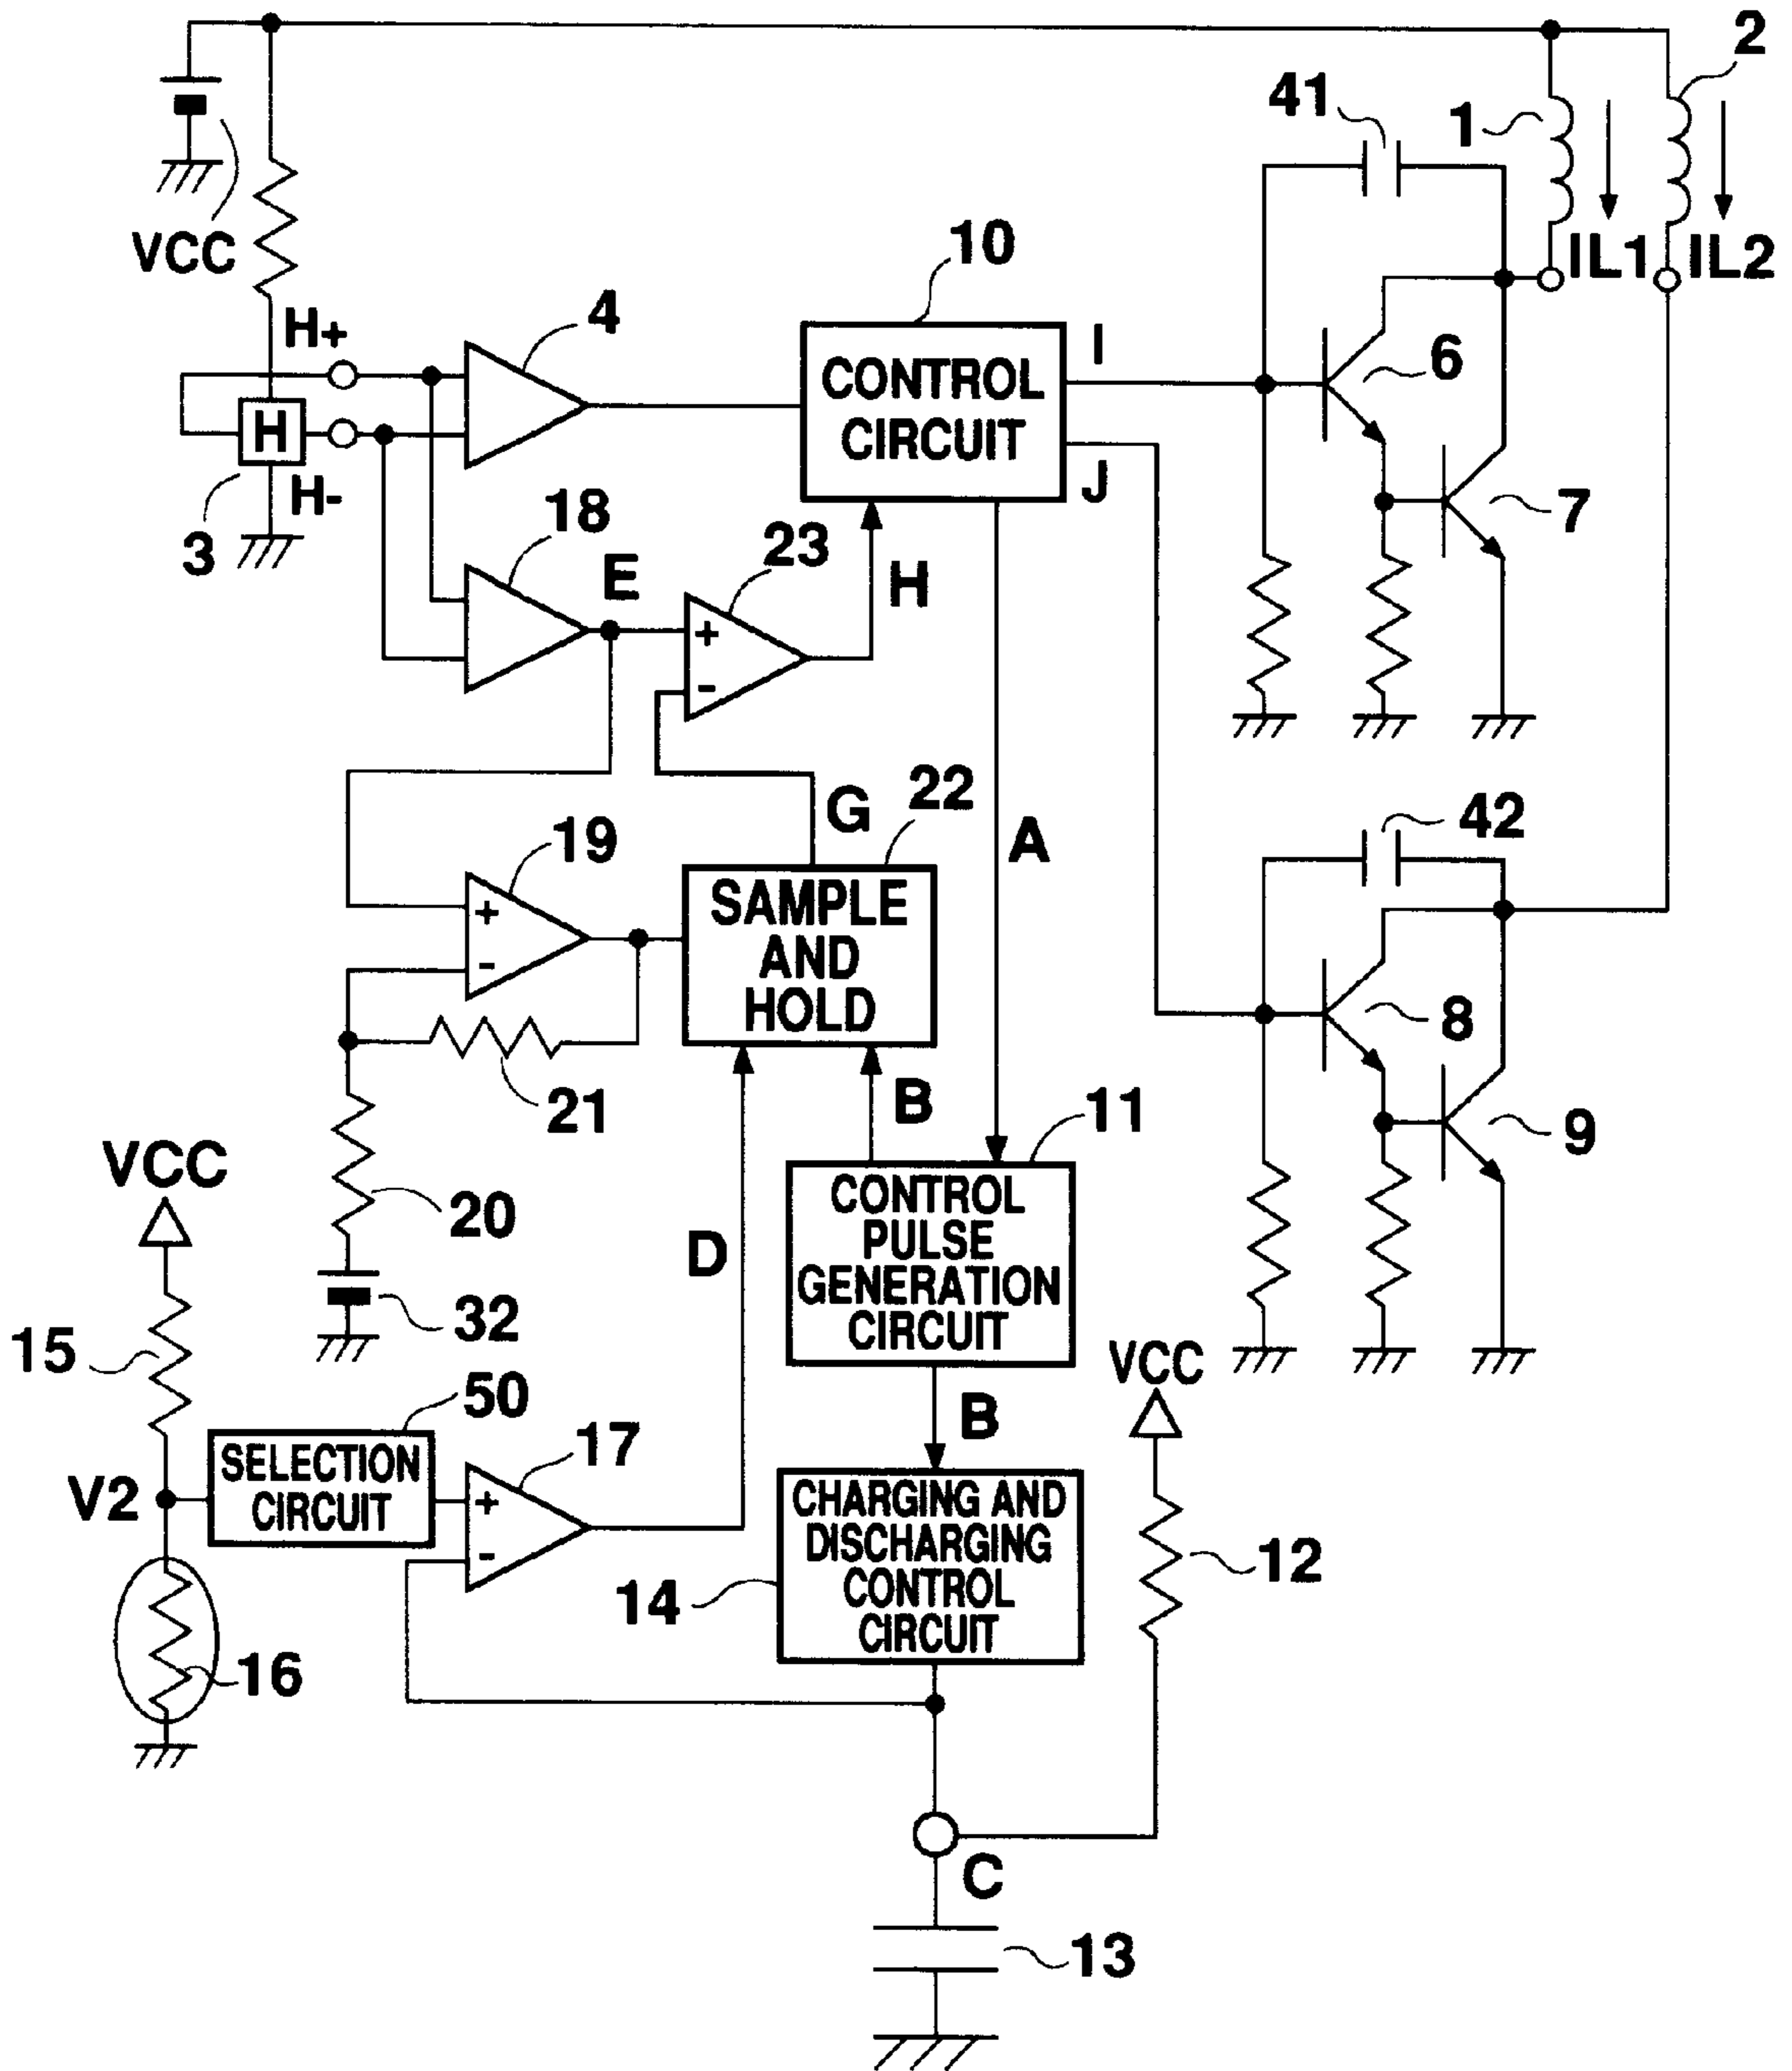 2
41
1
VCC
10
IL1
IL2
H+
4
I
CONTROL
CIRCUIT
6
H
J
H-
3
18
7
E
23
H
G
22
A
42
19
+
-
+
-
SAMPLE
AND
HOLD
8
21
B
11
9
VCC
20
CONTROL
PULSE
GENERATION
CIRCUIT
D
32
15
VCC
50
B
17
SELECTION
CIRCUIT
V2
+
-
CHARGING AND
DISCHARGING
CONTROL
CIRCUIT
14
12
16
C
13